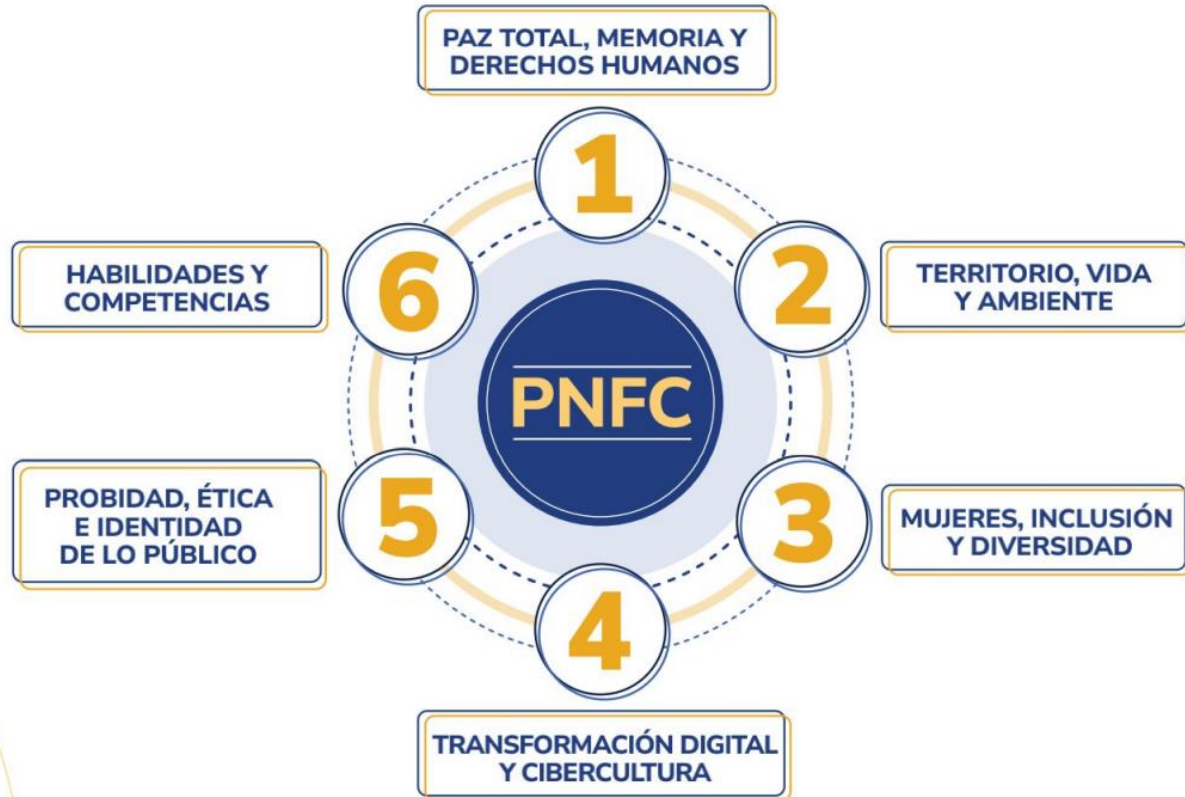 PAZ TOTAL, MEMORIA Y
DERECHOS HUMANOS
1
2
TERRITORIO, VIDA
Y AMBIENTE
3
MUJERES, INCLUSIÓN
Y DIVERSIDAD
4
TRANSFORMACIÓN DIGITAL
Y CIBERCULTURA
5
PROBIDAD, ÉTICA
E IDENTIDAD
DE LO PÚBLICO
6
HABILIDADES Y
COMPETENCIAS
PNFC